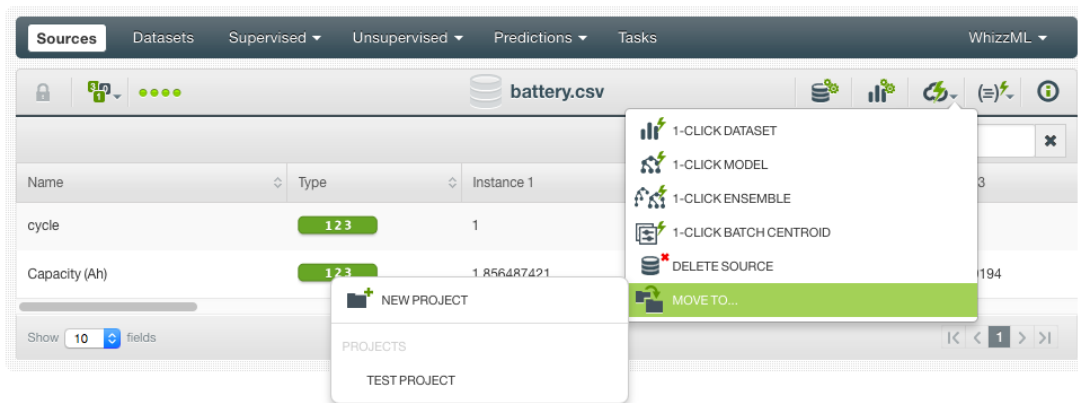 Sources Datasets Supervised Unsupervised Predictions Tasks WhizzML
battery.csv
1-CLICK DATASET
1-CLICK MODEL
1-CLICK ENSEMBLE
1-CLICK BATCH CENTROID
DELETE SOURCE
MOVE TO...
Name Type Instance 1 3
cycle 123 1
Capacity (Ah) 123 1.856487421 194
NEW PROJECT
PROJECTS
TEST PROJECT
Show 10 fields 1